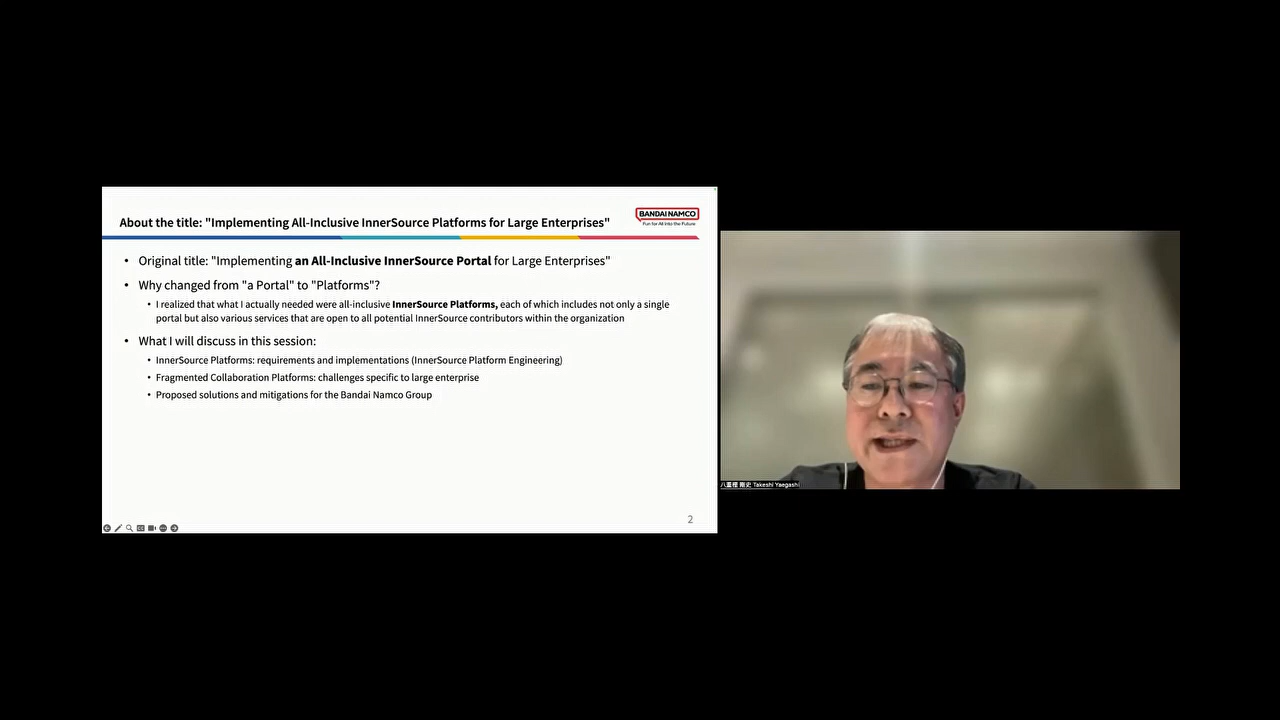 About the title: "Implementing All-Inclusive InnerSource Platforms for Large Enterprises"
BANDAI NAMCO
Fun for All into the Future
• Original title: "Implementing an All-Inclusive InnerSource Portal for Large Enterprises"
• Why changed from "a Portal" to "Platforms"?
• I realized that what I actually needed were all-inclusive InnerSource Platforms, each of which includes not only a single
portal but also various services that are open to all potential InnerSource contributors within the organization
• What I will discuss in this session:
• InnerSource Platforms: requirements and implementations (InnerSource Platform Engineering)
• Fragmented Collaboration Platforms: challenges specific to large enterprise
• Proposed solutions and mitigations for the Bandai Namco Group
2
八重樫 剛史 Takeshi Yaegashi